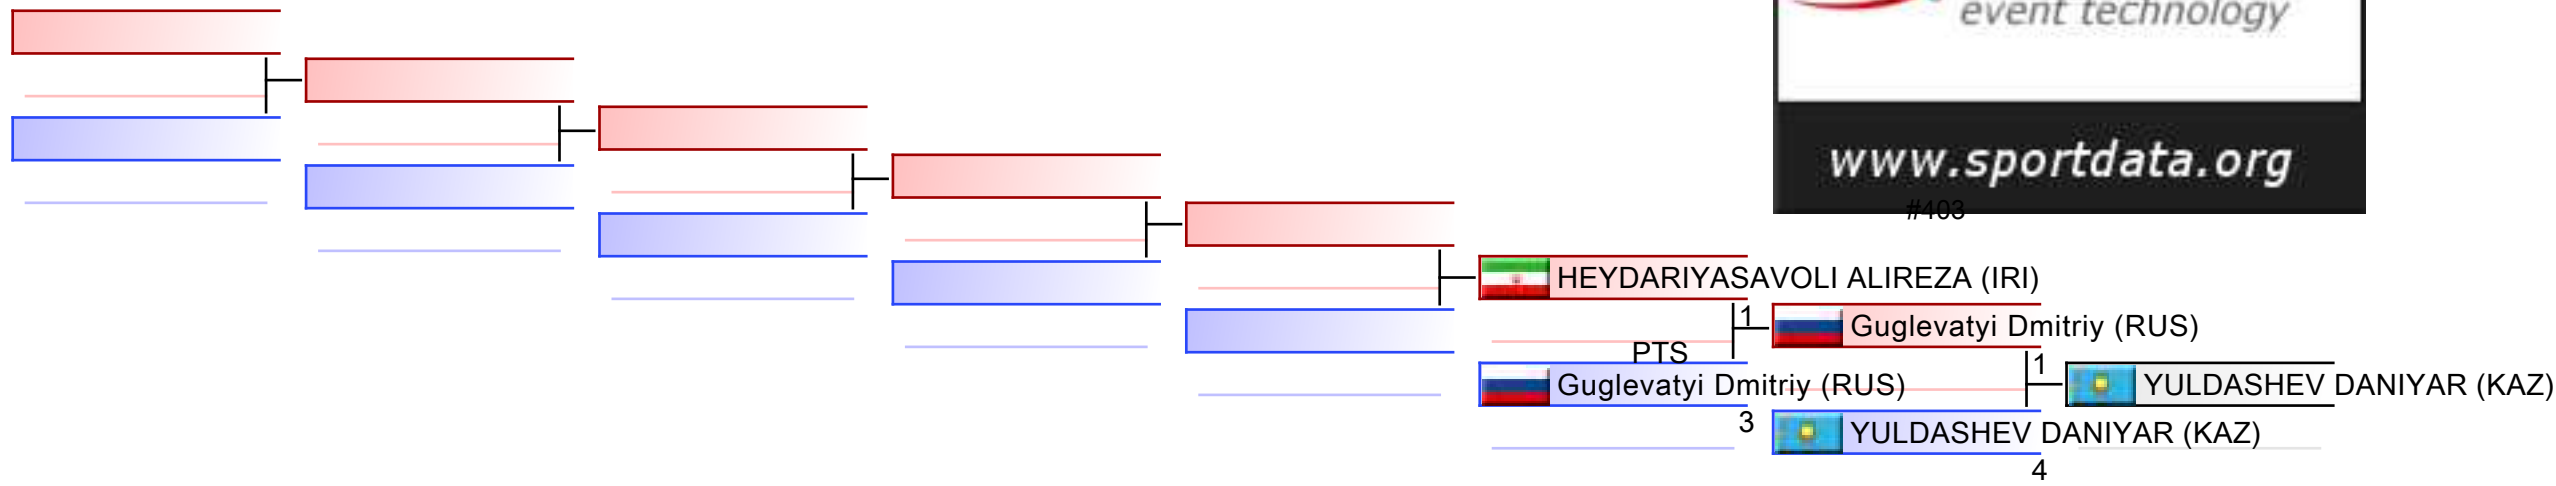 event technology
www.sportdata.org
#403
HEYDARIYASAVOLI ALIREZA (IRI)
1
Guglevatyi Dmitriy (RUS)
PTS
1
Guglevatyi Dmitriy (RUS)
YULDASHEV DANIYAR (KAZ)
3
YULDASHEV DANIYAR (KAZ)
4